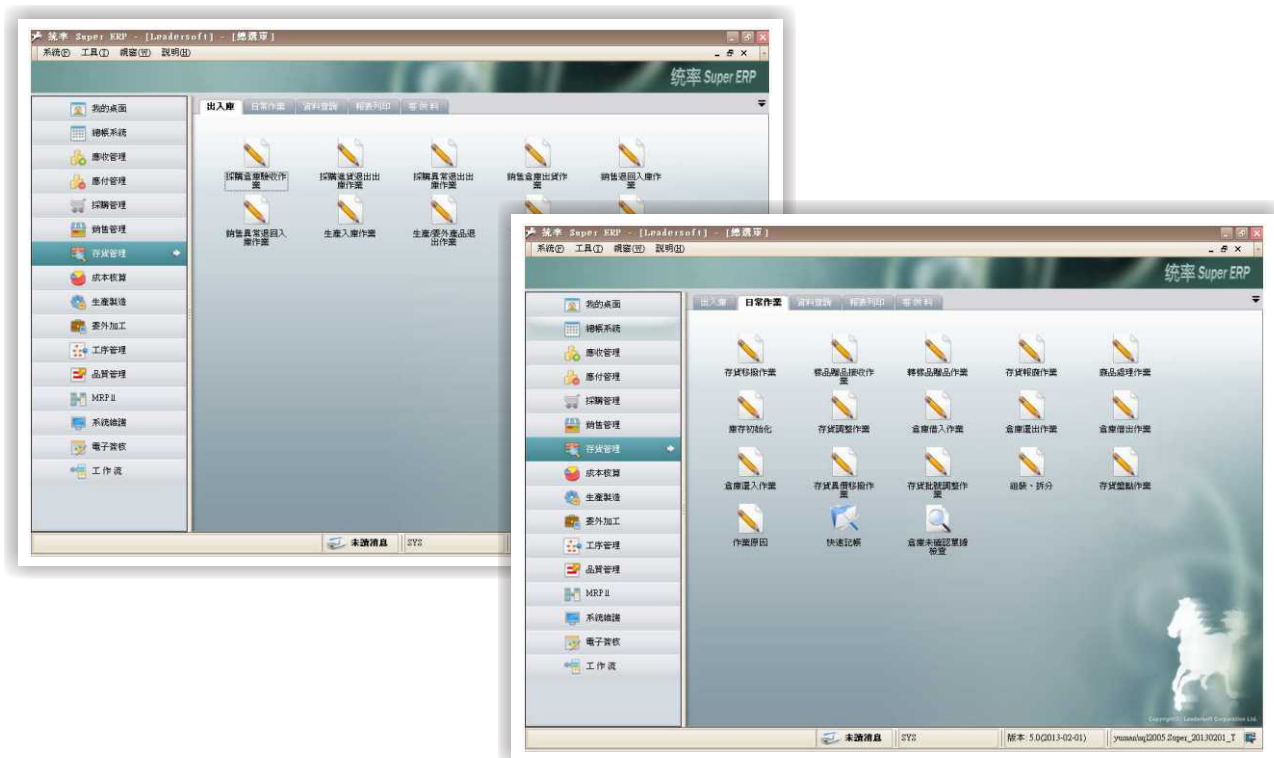 統率 Super ERP - [Leadersoft] - [總選單]
系統(F) 工具(T) 視窗(W) 說明(H)
统率 Super ERP
我的桌面
總帳系統
應收管理
應付管理
採購管理
銷售管理
存貨管理
成本核算
生產製造
委外加工
工序管理
品質管理
MRP II
系統維護
電子簽核
工作流
出入庫 日常作業 資料查詢 報表列印 客供料
採購倉庫驗收作
業
採購進貨退出出
庫作業
採購異常退出出
庫作業
銷售倉庫出貨作
業
銷售退回入庫作
業
銷售異常退回入
庫作業
生產入庫作業
生產/委外產品退
出作業
未讀消息 SYS
統率 Super ERP - [Leadersoft] - [總選單]
系統(F) 工具(T) 視窗(W) 說明(H)
统率 Super ERP
我的桌面
總帳系統
應收管理
應付管理
採購管理
銷售管理
存貨管理
成本核算
生產製造
委外加工
工序管理
品質管理
MRP II
系統維護
電子簽核
工作流
出入庫 日常作業 資料查詢 報表列印 客供料
存貨移撥作業
樣品贈品接收作
業
轉樣品贈品作業
存貨報廢作業
商品處理作業
庫存初始化
存貨調整作業
倉庫借入作業
倉庫還出作業
倉庫借出作業
倉庫還入作業
存貨異價移撥作
業
存貨批號調整作
業
組裝、拆分
存貨盤點作業
作業原因
快速記帳
倉庫未確認單據
檢查
Copyright(c) Leadersoft Corporation Ltd.
未讀消息 SYS 版本: 5.0(2013-02-01) yunan\sql2005 Super_20130201_T